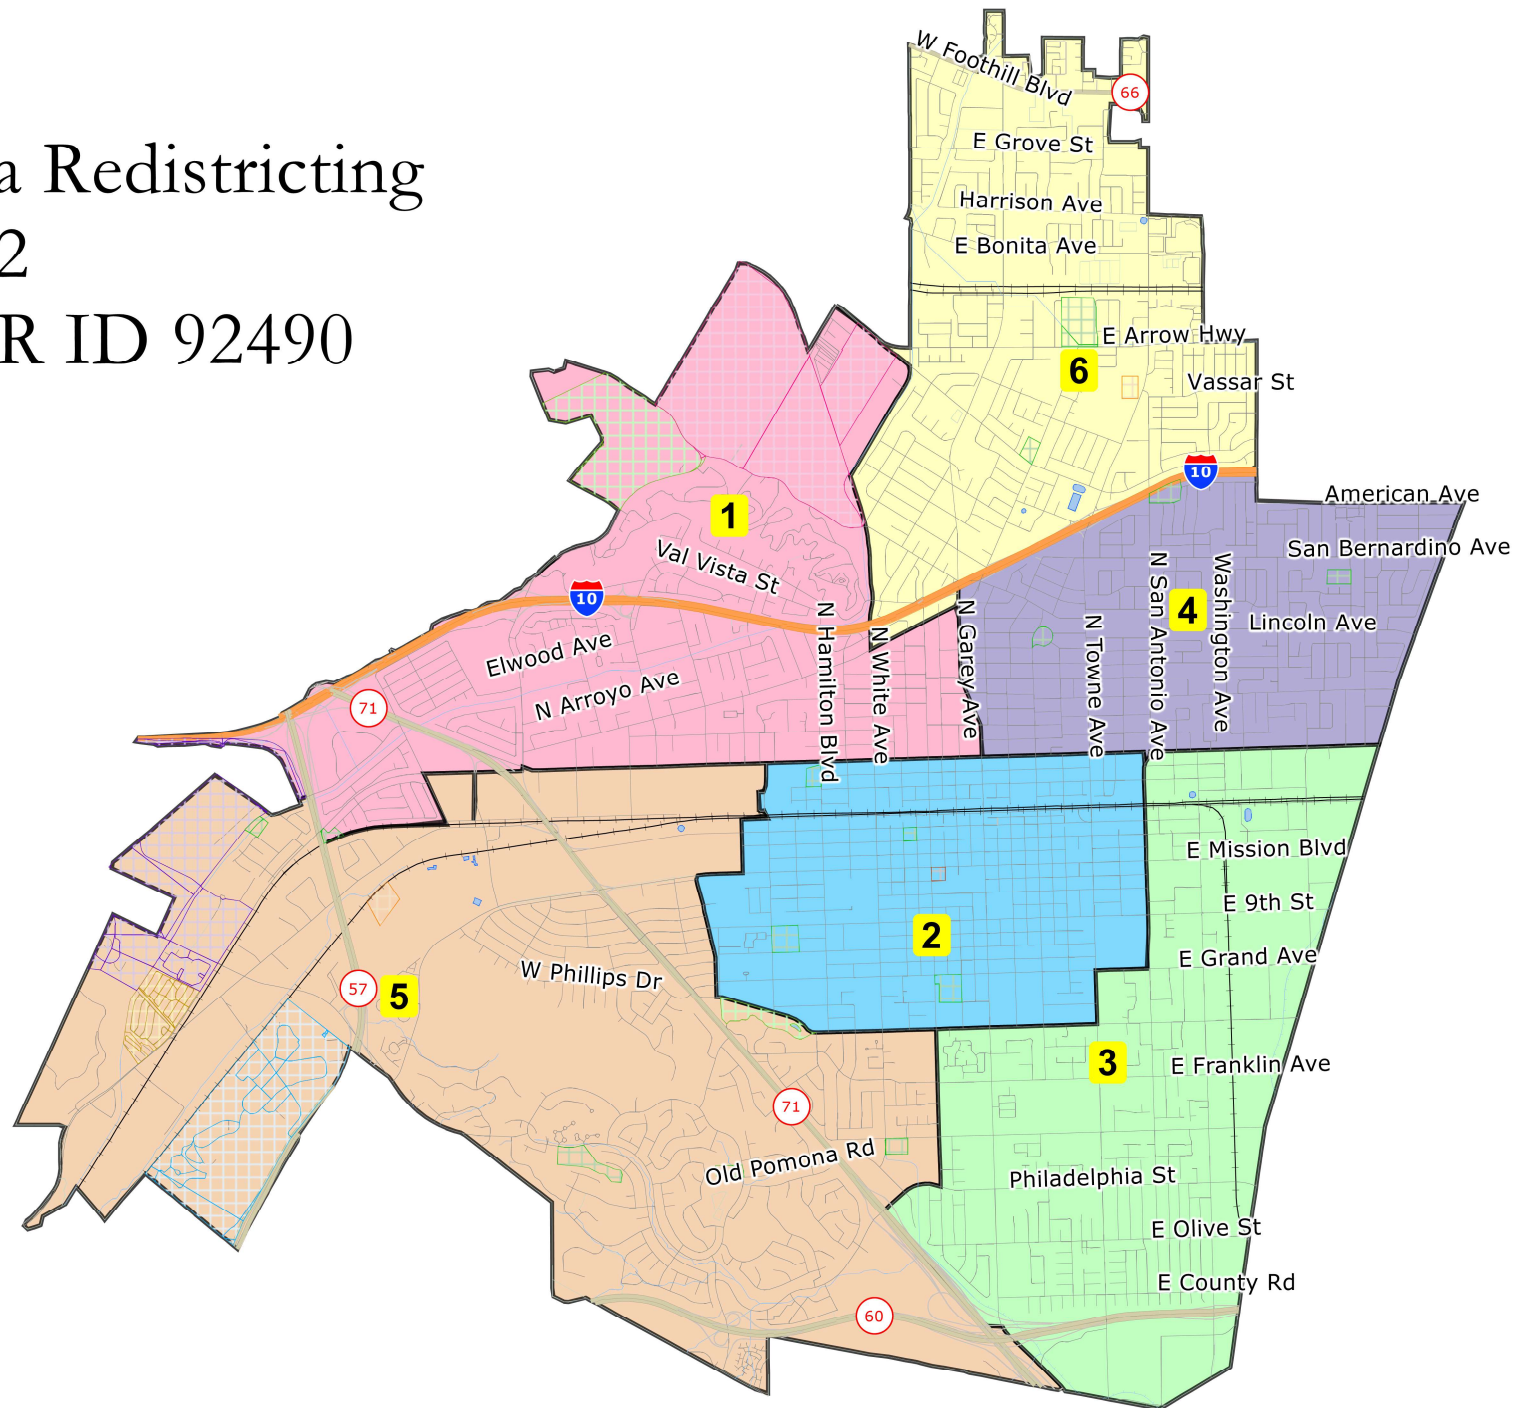 a Redistricting
2
R ID 92490
W Foothill Blvd
66
E Grove St
Harrison Ave
E Bonita Ave
E Arrow Hwy
6
Vassar St
10
American Ave
1
San Bernardino Ave
Val Vista St
10
N San Antonio Ave
Washington Ave
4
Lincoln Ave
N Hamilton Blvd
N White Ave
N Garey Ave
N Towne Ave
Elwood Ave
N Arroyo Ave
71
E Mission Blvd
E 9th St
2
E Grand Ave
W Phillips Dr
57
5
3
E Franklin Ave
71
Old Pomona Rd
Philadelphia St
E Olive St
E County Rd
60